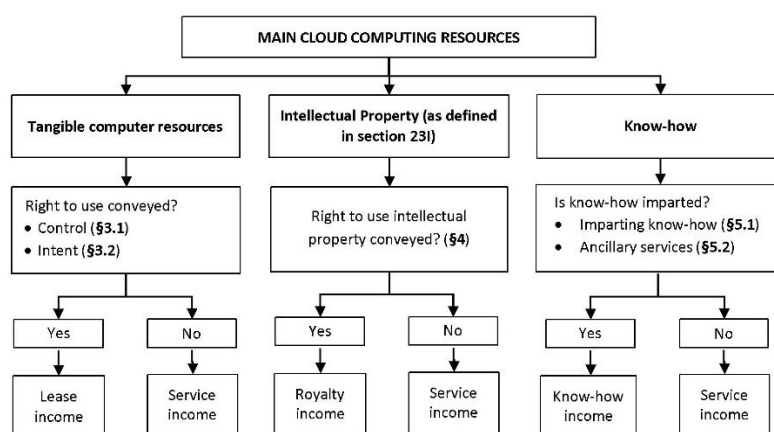 MAIN CLOUD COMPUTING RESOURCES
Tangible computer resources
Intellectual Property (as defined
in section 23I)
Know-how
Right to use conveyed?
• Control (§3.1)
• Intent (§3.2)
Right to use intellectual
property conveyed? (§4)
Is know-how imparted?
• Imparting know-how (§5.1)
• Ancillary services (§5.2)
Yes
No
Yes
No
Yes
No
Lease
income
Service
income
Royalty
income
Service
income
Know-how
income
Service
income